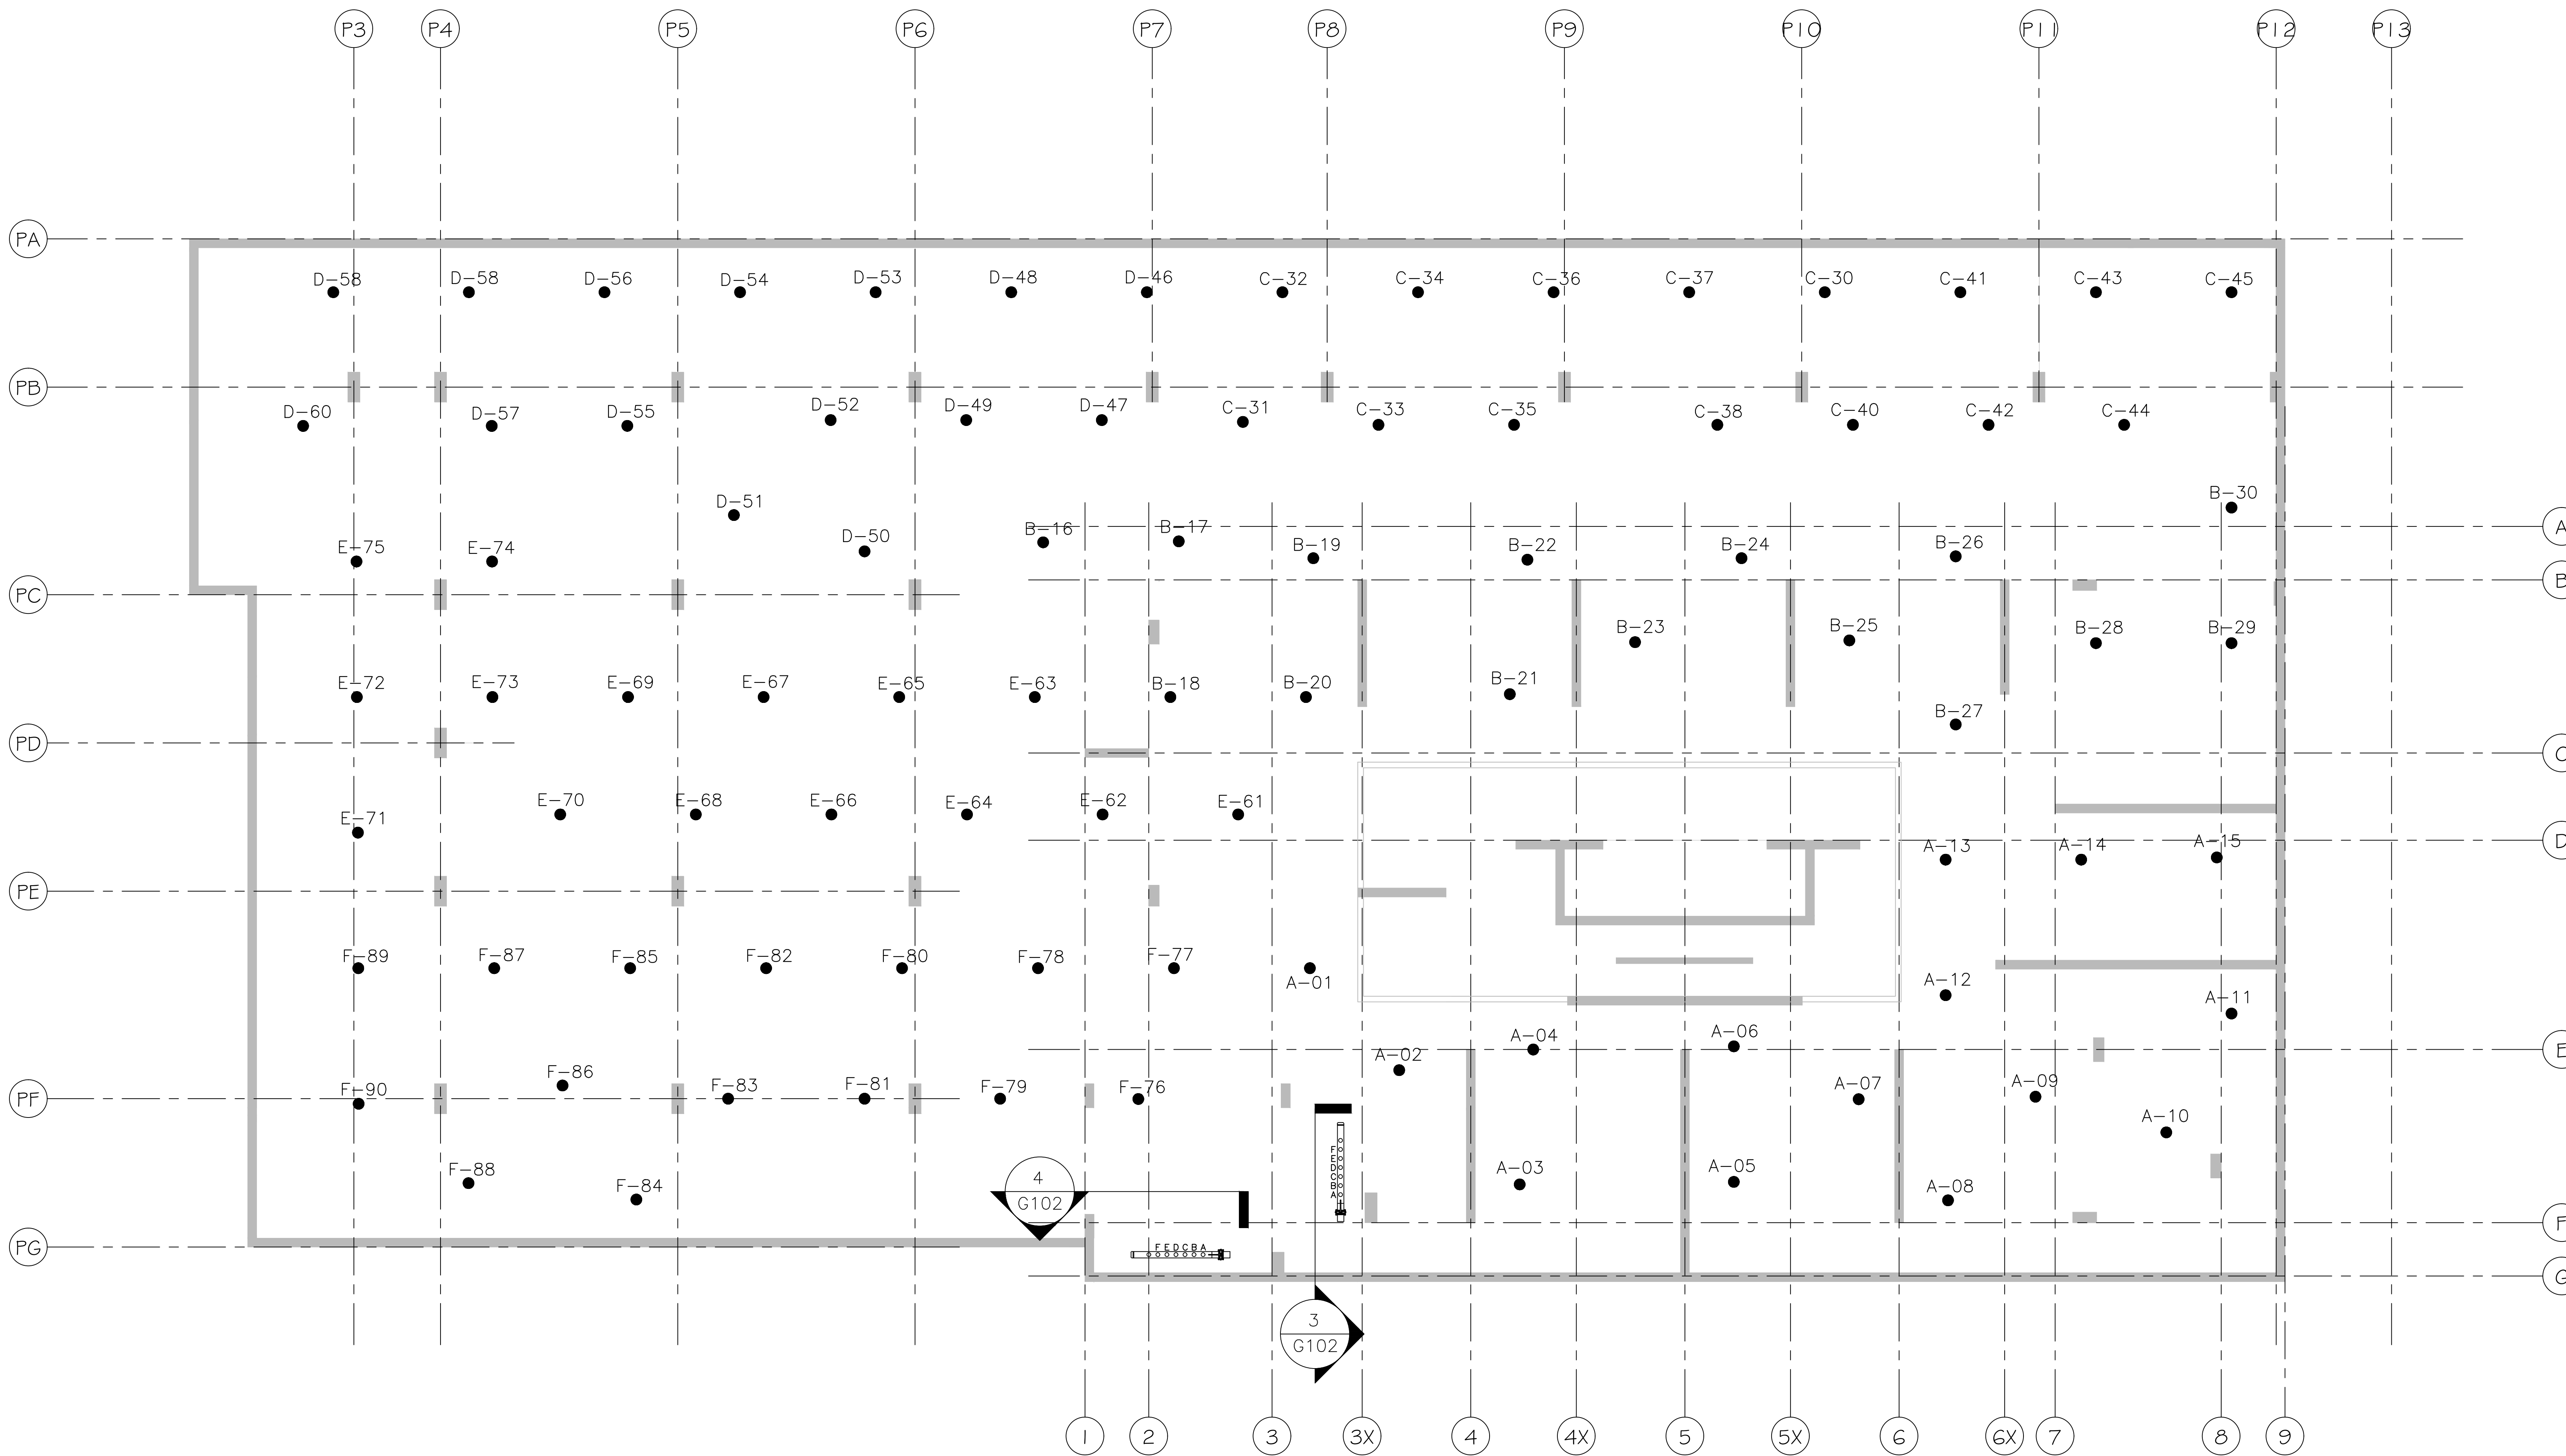 P3 P4 P5 P6 P7 P8 P9 P10 P11 P12 P13
PA
D-58 D-58 D-56 D-54 D-53 D-48 D-46 C-32 C-34 C-36 C-37 C-30 C-41 C-43 C-45
PB
D-60 D-57 D-55 D-52 D-49 D-47 C-31 C-33 C-35 C-38 C-40 C-42 C-44
D-51 B-30
D-50 B-16 B-17 A
E-75 E-74 B-19 B-22 B-24 B-26
PC B
B-23 B-25 B-28 B-29
E-72 E-73 E-69 E-67 E-65 E-63 B-18 B-20 B-21
B-27
PD C
E-71 E-70 E-68 E-66 E-64 E-62 E-61
D
A-13 A-14 A-15
PE
F-89 F-87 F-85 F-82 F-80 F-78 F-77 A-01
A-12 A-11
A-02 A-04 A-06 E
F-90 F-86 F-83 F-81 F-79 F-76 A-07 A-09
PF
A-10
F-88 F-84 A-03 A-05 A-08
4
G102
F E D C B A
F
PG
F E D C B A
G
3
G102
1 2 3 3X 4 4X 5 5X 6 6X 7 8 9